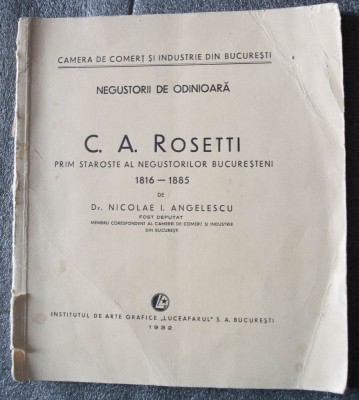 CAMERA DE COMERȚ ȘI INDUSTRIE DIN BUCUREȘTI
NEGUSTORII DE ODINIOARĂ
C. A. ROSETTI
PRIM STAROSTE AL NEGUSTORILOR BUCUREȘTENI
1816 — 1885
DE
Dr. NICOLAE I. ANGELESCU
FOST DEPUTAT
MEMBRU CORESPONDENT AL CAMEREI DE COMERȚ ȘI INDUSTRIE
DIN BUCUREȘTI
INSTITUTUL DE ARTE GRAFICE „LUCEAFARUL" S. A. BUCUREȘTI
1932